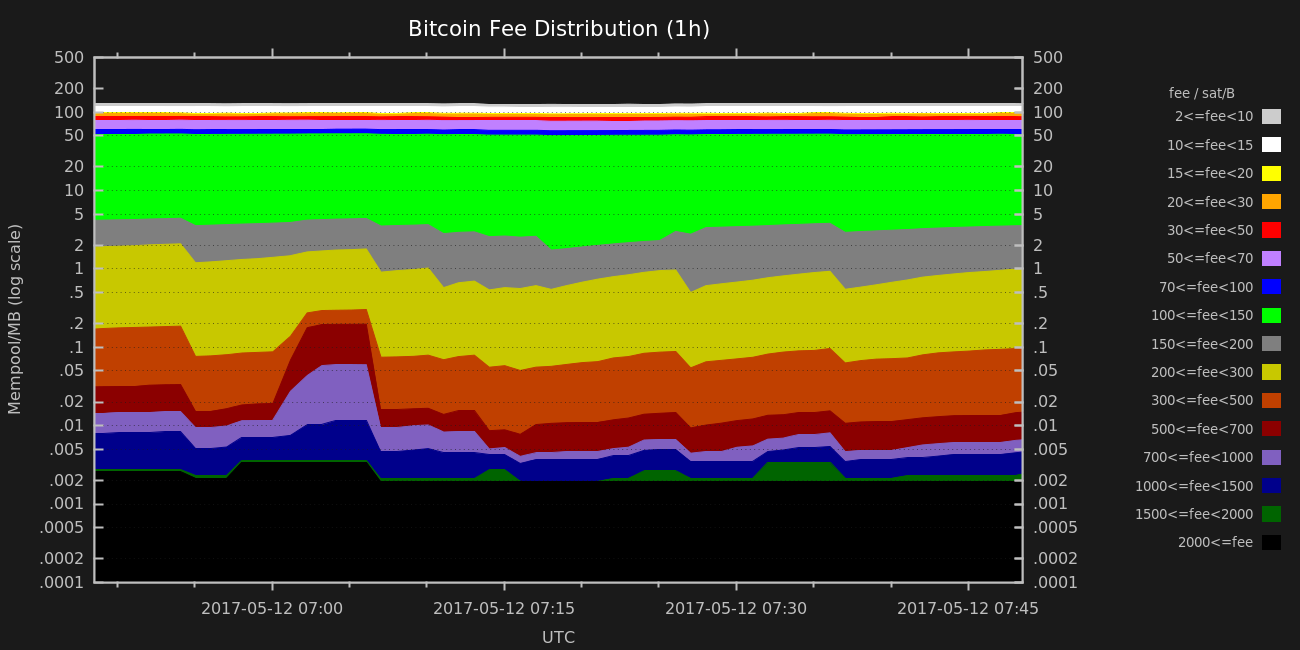 Bitcoin Fee Distribution (1h)
500 500
200 200
100 100
50 50
20 20
10 10
5 5
2 2
1 1
.5 .5
.2 .2
.1 .1
.05 .05
.02 .02
.01 .01
.005 .005
.002 .002
.001 .001
.0005 .0005
.0002 .0002
.0001 .0001
Mempool/MB (log scale)
2017-05-12 07:00 2017-05-12 07:15 2017-05-12 07:30 2017-05-12 07:45
UTC
fee / sat/B
2<=fee<10
10<=fee<15
15<=fee<20
20<=fee<30
30<=fee<50
50<=fee<70
70<=fee<100
100<=fee<150
150<=fee<200
200<=fee<300
300<=fee<500
500<=fee<700
700<=fee<1000
1000<=fee<1500
1500<=fee<2000
2000<=fee